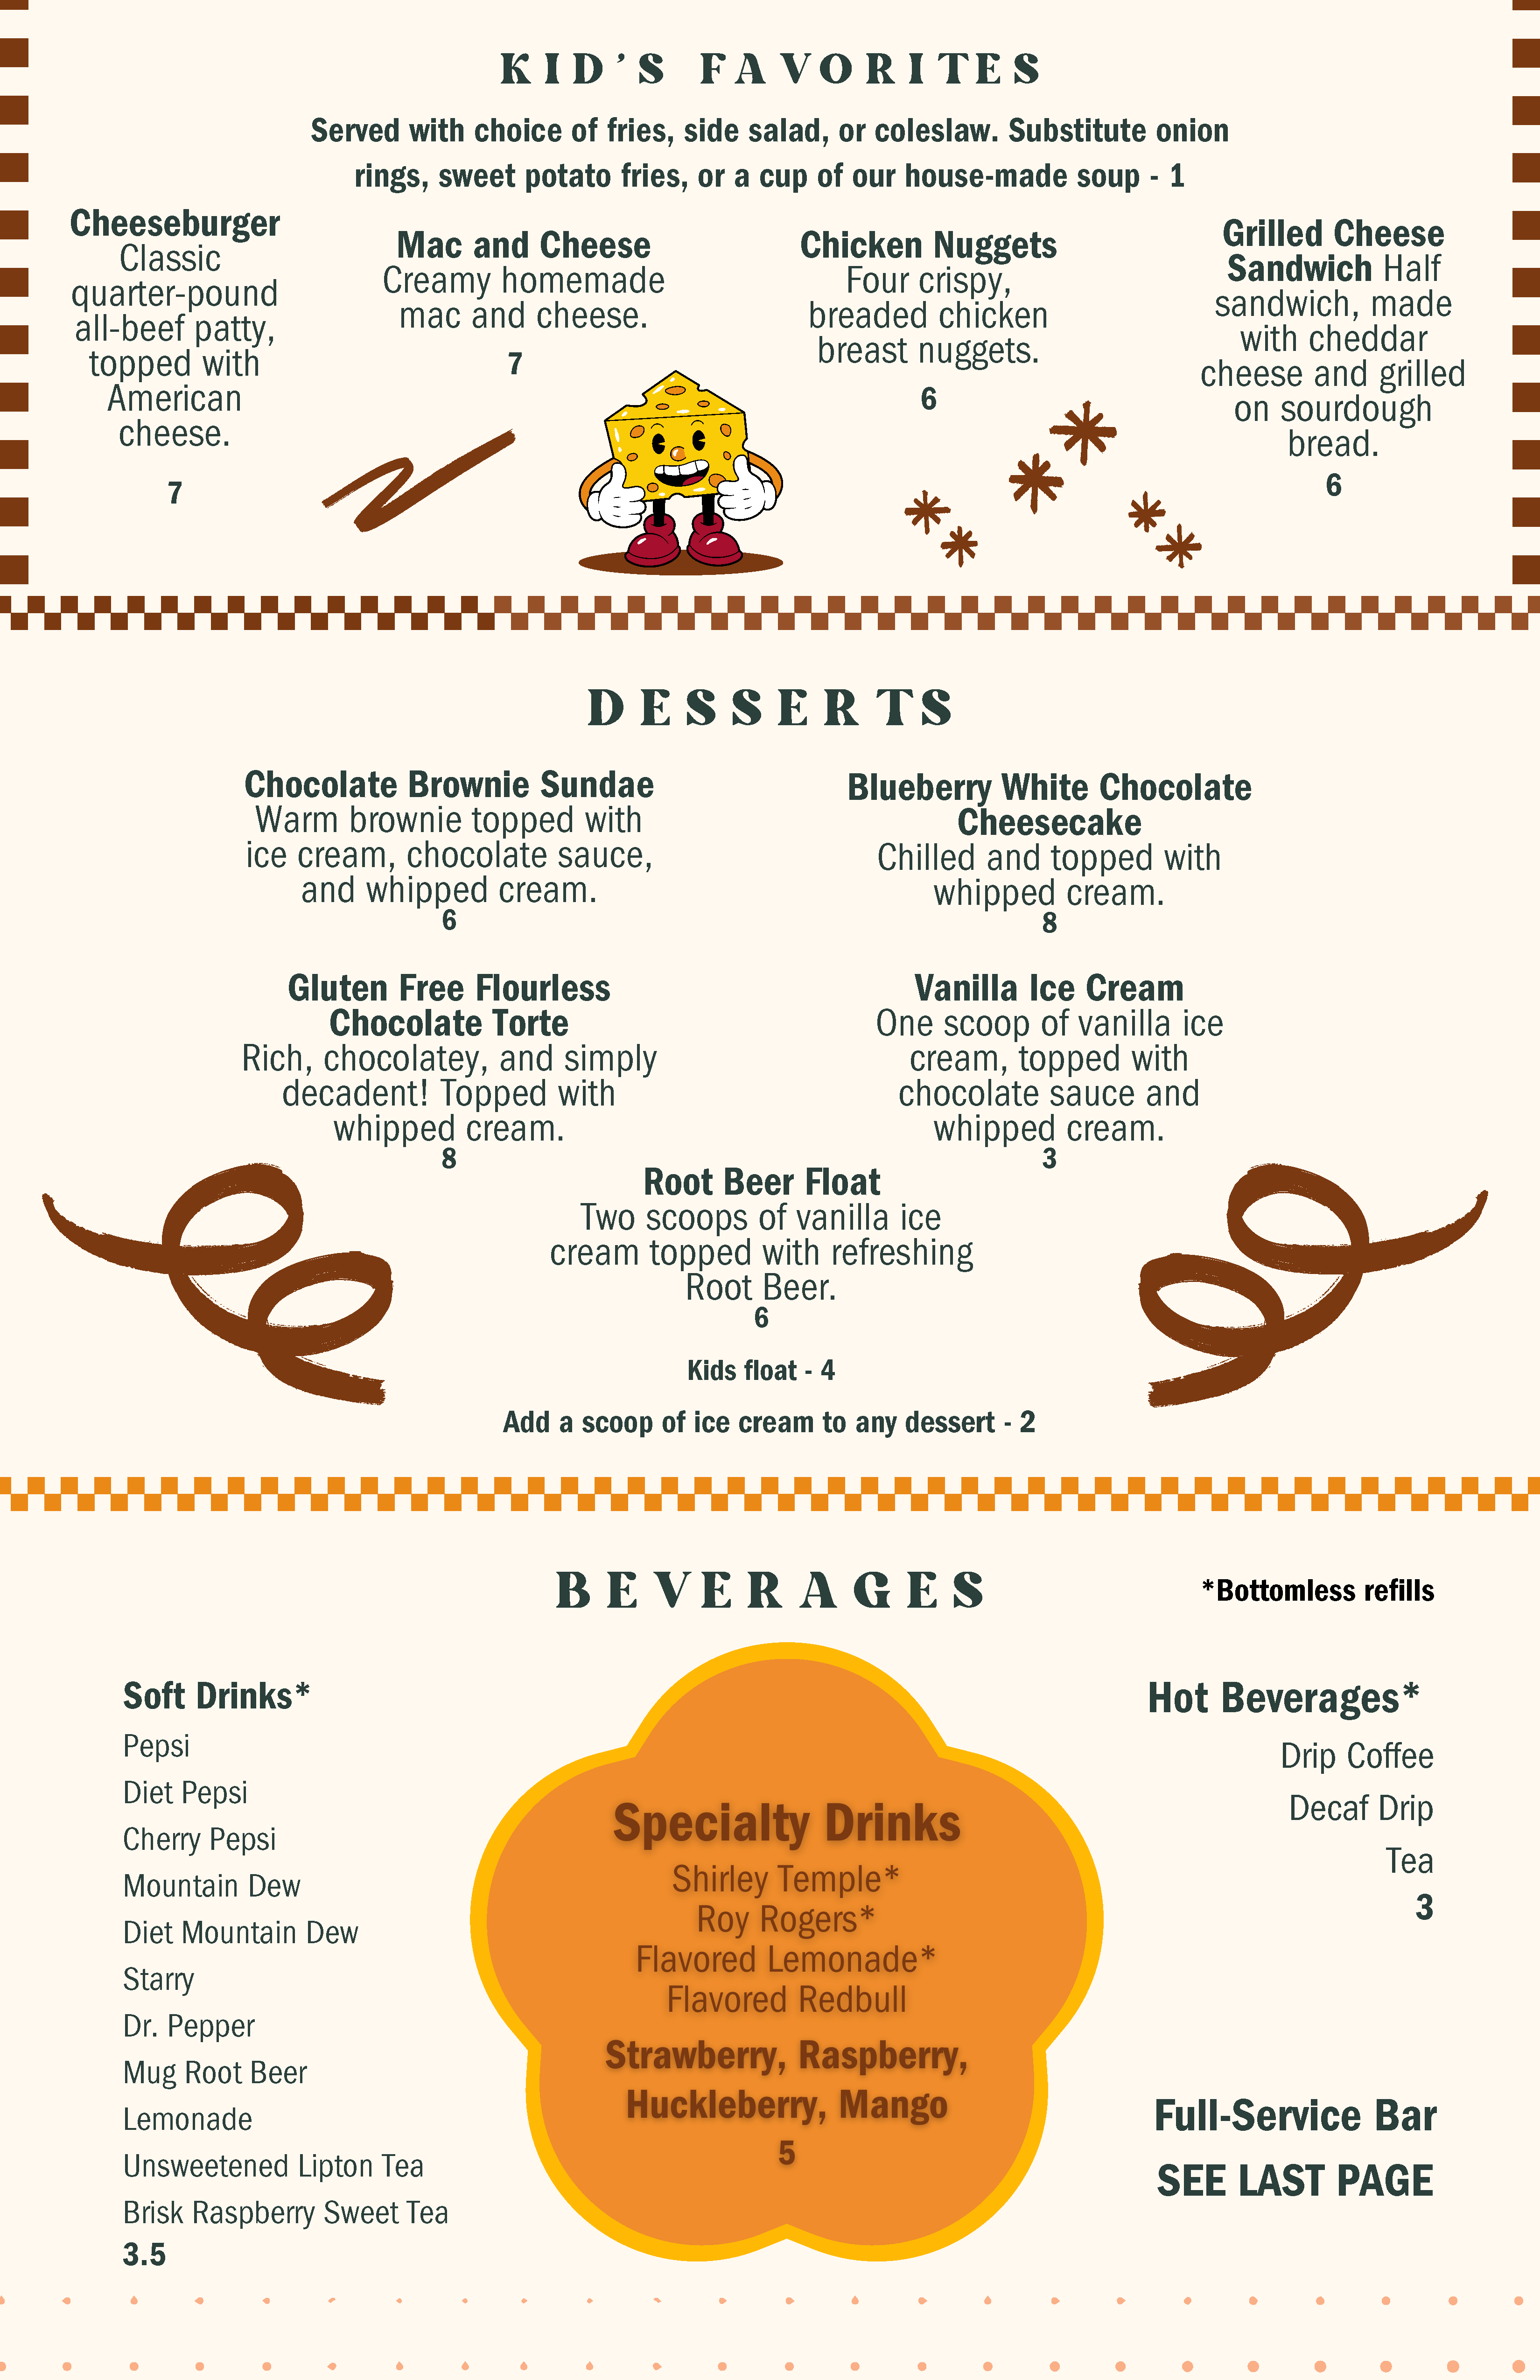 KID'S FAVORITES
Served with choice of fries, side salad, or coleslaw. Substitute onion
rings, sweet potato fries, or a cup of our house-made soup - 1
Cheeseburger
Classic
quarter-pound
all-beef patty,
topped with
American
cheese.
7
Mac and Cheese
Creamy homemade
mac and cheese.
7
Chicken Nuggets
Four crispy,
breaded chicken
breast nuggets.
6
Grilled Cheese
Sandwich Half
sandwich, made
with cheddar
cheese and grilled
on sourdough
bread.
6
DESSERTS
Chocolate Brownie Sundae
Warm brownie topped with
ice cream, chocolate sauce,
and whipped cream.
6
Blueberry White Chocolate
Cheesecake
Chilled and topped with
whipped cream.
8
Gluten Free Flourless
Chocolate Torte
Rich, chocolatey, and simply
decadent! Topped with
whipped cream.
8
Vanilla Ice Cream
One scoop of vanilla ice
cream, topped with
chocolate sauce and
whipped cream.
3
Root Beer Float
Two scoops of vanilla ice
cream topped with refreshing
Root Beer.
6
Kids float - 4
Add a scoop of ice cream to any dessert - 2
BEVERAGES
*Bottomless refills
Soft Drinks*
Pepsi
Diet Pepsi
Cherry Pepsi
Mountain Dew
Diet Mountain Dew
Starry
Dr. Pepper
Mug Root Beer
Lemonade
Unsweetened Lipton Tea
Brisk Raspberry Sweet Tea
3.5
Specialty Drinks
Shirley Temple*
Roy Rogers*
Flavored Lemonade*
Flavored Redbull
Strawberry, Raspberry,
Huckleberry, Mango
5
Hot Beverages*
Drip Coffee
Decaf Drip
Tea
3
Full-Service Bar
SEE LAST PAGE